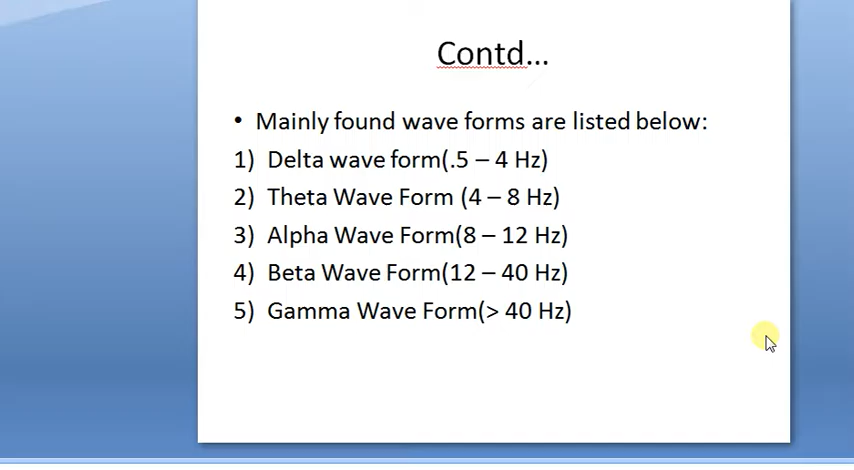 Contd...
• Mainly found wave forms are listed below:
1) Delta wave form(.5 – 4 Hz)
2) Theta Wave Form (4 – 8 Hz)
3) Alpha Wave Form(8 – 12 Hz)
4) Beta Wave Form(12 – 40 Hz)
5) Gamma Wave Form(> 40 Hz)